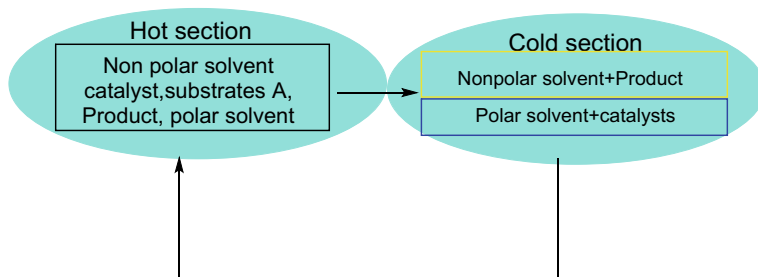 Hot section
Non polar solvent
catalyst,substrates A,
Product, polar solvent
Cold section
Nonpolar solvent+Product
Polar solvent+catalysts